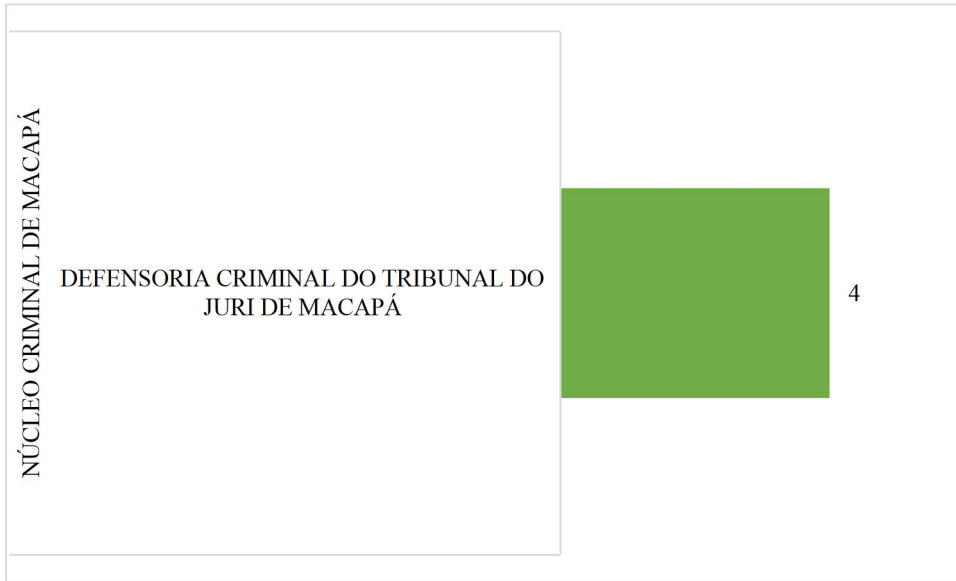 NÚCLEO CRIMINAL DE MACAPÁ
DEFENSORIA CRIMINAL DO TRIBUNAL DO
JURI DE MACAPÁ
4